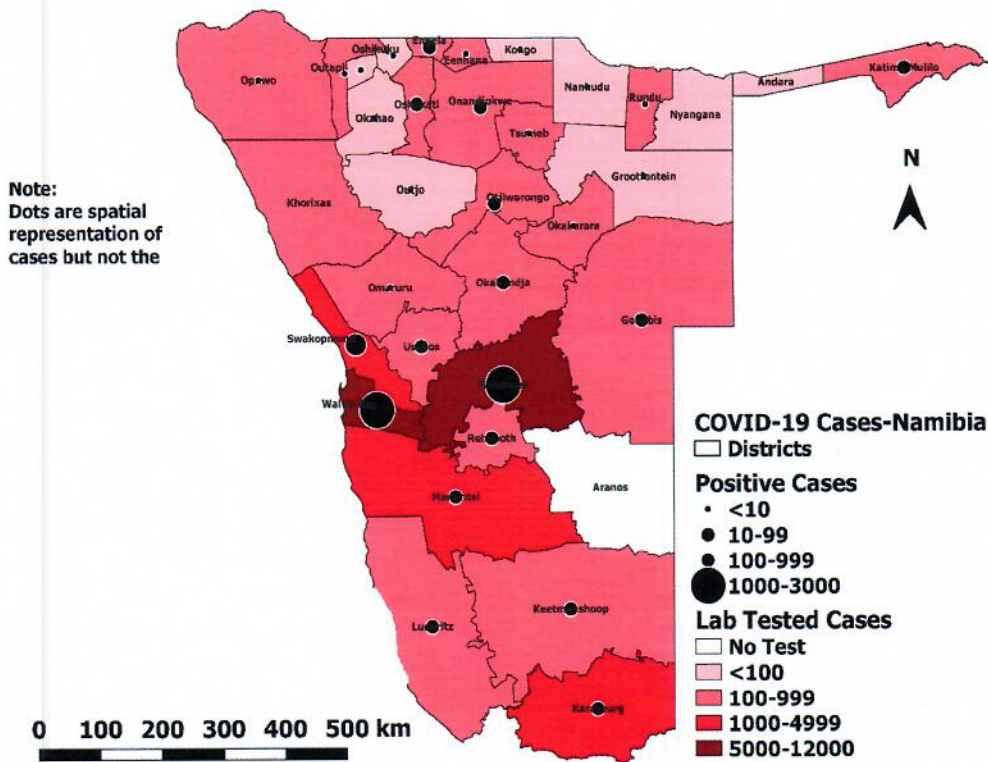 Oshikuku
Kongo
Eenhana
Outapi
Opuwo
Katima Mulilo
Andara
Nankudu
Rundu
Oshakati
Onandjokwe
Nyangana
Okahao
Tsumeb
N
Grootfontein
Note:
Dots are spatial
representation of
cases but not the
Outjo
Otjiwarongo
Khorixas
Okakarara
Okahandja
Omaruru
Gobabis
Swakopmund
Usakos
Walvis
COVID-19 Cases-Namibia
Districts
Rehoboth
Positive Cases
Aranos
Mariental
<10
10-99
100-999
1000-3000
Keetmanshoop
Lab Tested Cases
Luderitz
No Test
<100
100-999
Karasburg
1000-4999
0 100 200 300 400 500 km
5000-12000